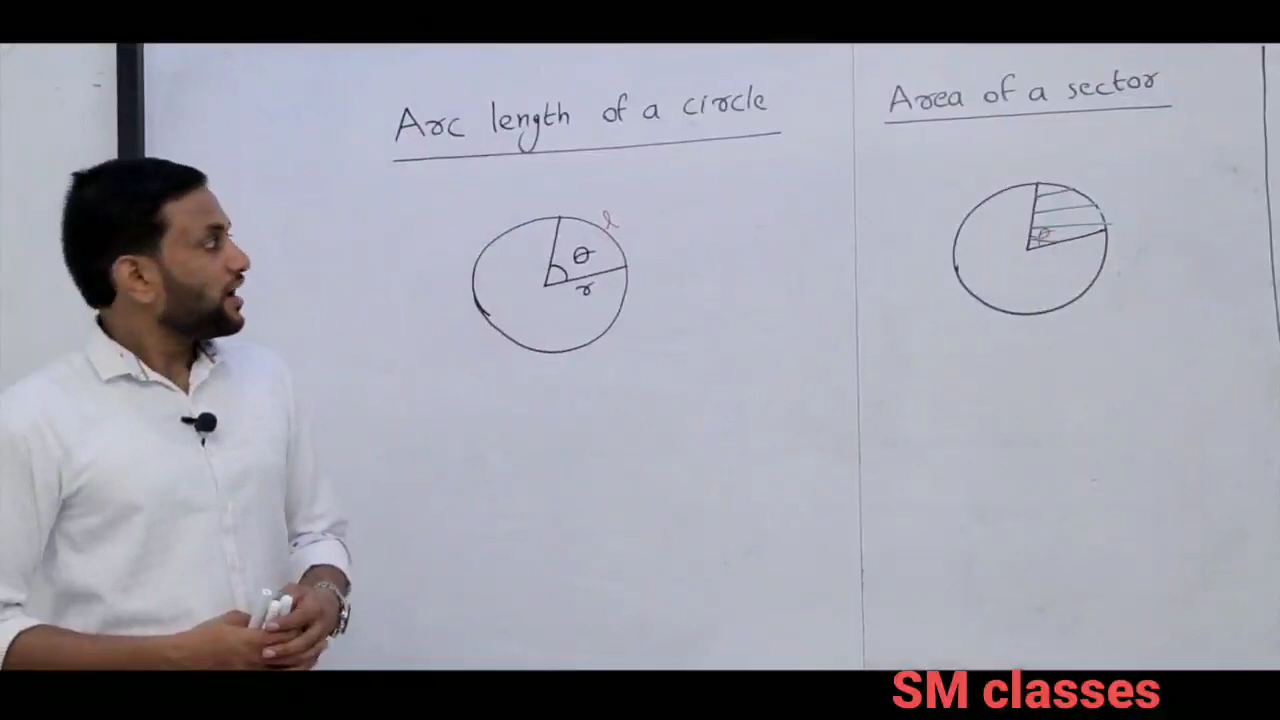 Arc length of a circle
l
θ
r
Area of a sector
θ
SM classes